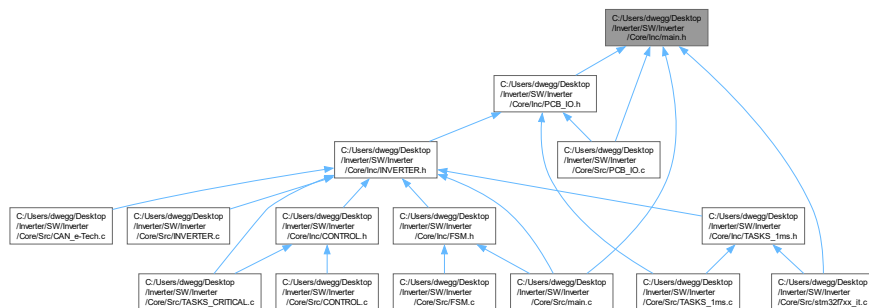 C:/Users/dwegg/Desktop
/Inverter/SW/Inverter
/Core/Inc/main.h
C:/Users/dwegg/Desktop
/Inverter/SW/Inverter
/Core/Inc/PCB_IO.h
C:/Users/dwegg/Desktop
/Inverter/SW/Inverter
/Core/Inc/INVERTER.h
C:/Users/dwegg/Desktop
/Inverter/SW/Inverter
/Core/Src/PCB_IO.c
C:/Users/dwegg/Desktop
/Inverter/SW/Inverter
/Core/Src/CAN_e-Tech.c
C:/Users/dwegg/Desktop
/Inverter/SW/Inverter
/Core/Src/INVERTER.c
C:/Users/dwegg/Desktop
/Inverter/SW/Inverter
/Core/Inc/CONTROL.h
C:/Users/dwegg/Desktop
/Inverter/SW/Inverter
/Core/Inc/FSM.h
C:/Users/dwegg/Desktop
/Inverter/SW/Inverter
/Core/Inc/TASKS_1ms.h
C:/Users/dwegg/Desktop
/Inverter/SW/Inverter
/Core/Src/TASKS_CRITICAL.c
C:/Users/dwegg/Desktop
/Inverter/SW/Inverter
/Core/Src/CONTROL.c
C:/Users/dwegg/Desktop
/Inverter/SW/Inverter
/Core/Src/FSM.c
C:/Users/dwegg/Desktop
/Inverter/SW/Inverter
/Core/Src/main.c
C:/Users/dwegg/Desktop
/Inverter/SW/Inverter
/Core/Src/TASKS_1ms.c
C:/Users/dwegg/Desktop
/Inverter/SW/Inverter
/Core/Src/stm32f7xx_it.c